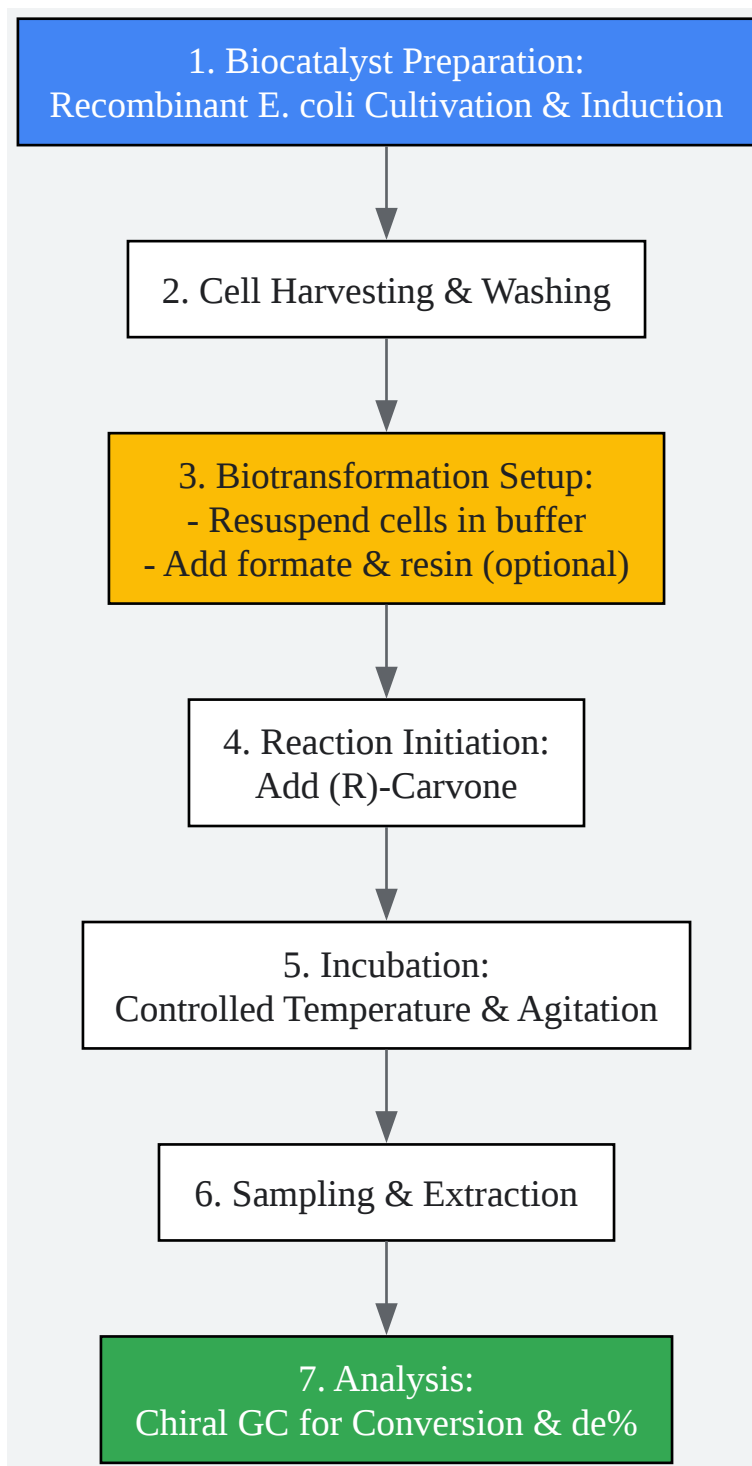 1. Biocatalyst Preparation:
Recombinant E. coli Cultivation & Induction
2. Cell Harvesting & Washing
3. Biotransformation Setup:
- Resuspend cells in buffer
- Add formate & resin (optional)
4. Reaction Initiation:
Add (R)-Carvone
5. Incubation:
Controlled Temperature & Agitation
6. Sampling & Extraction
7. Analysis:
Chiral GC for Conversion & de%